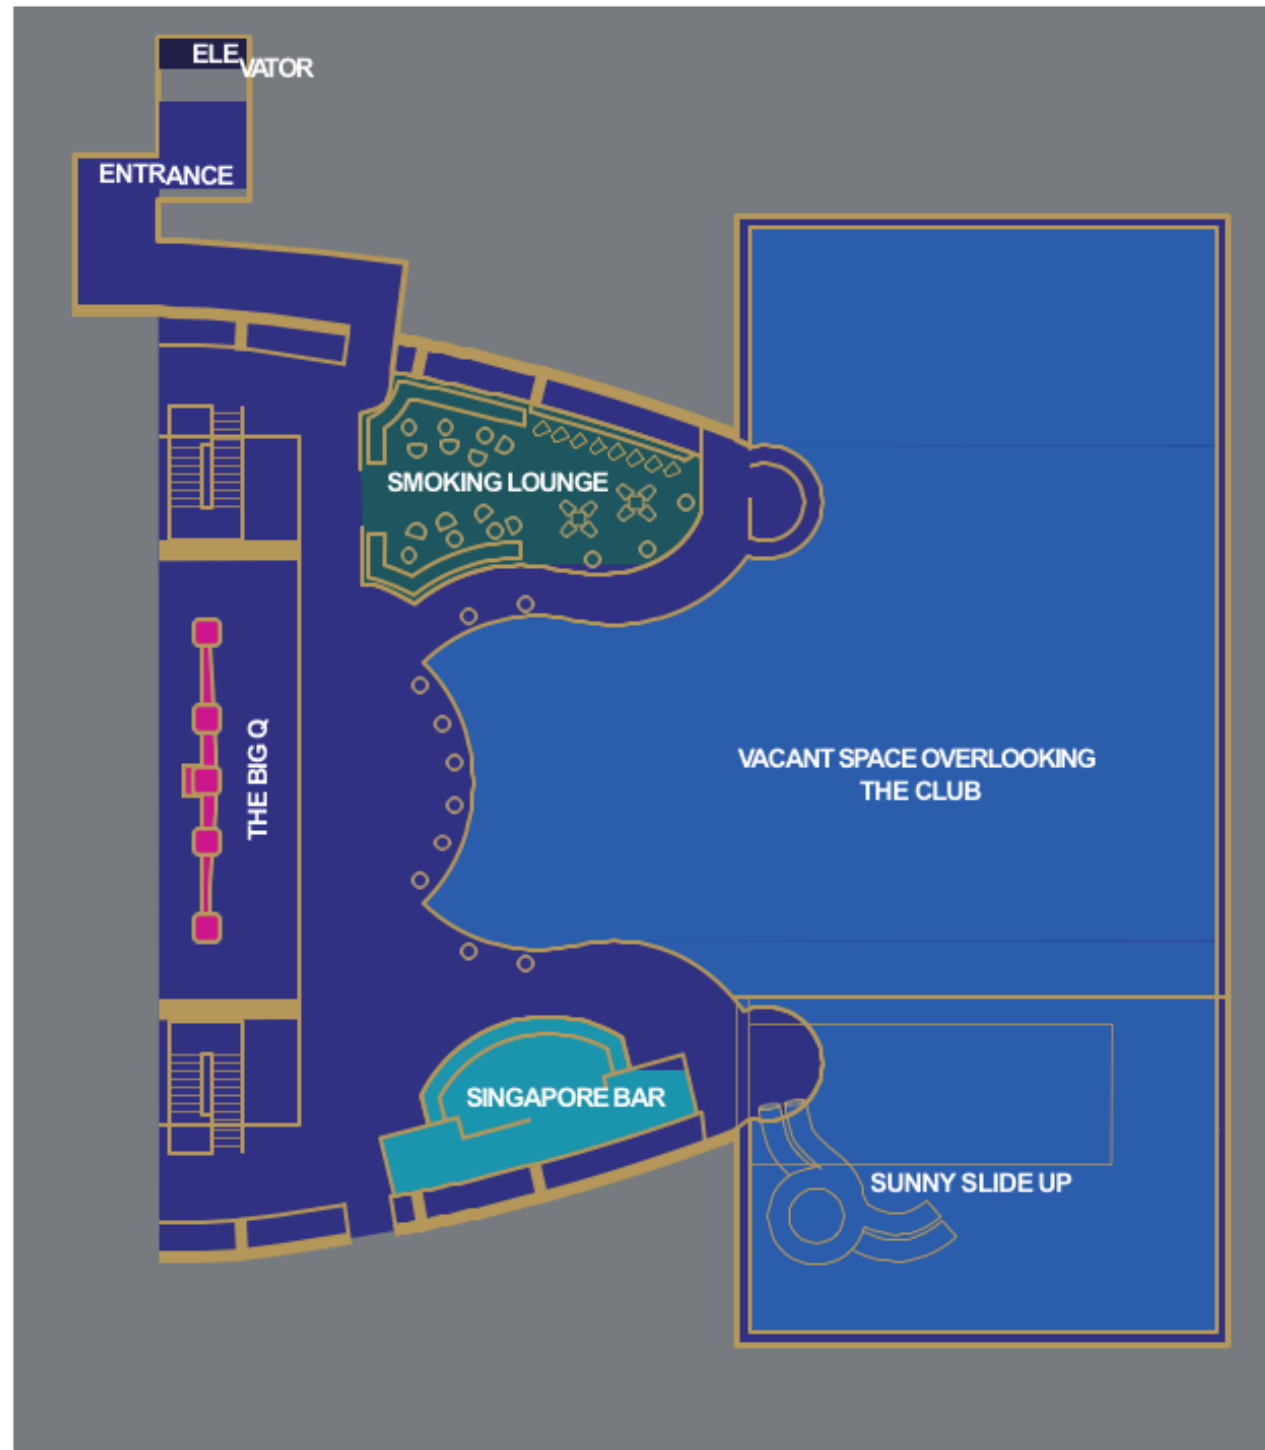 ELEVATOR
ENTRANCE
SMOKING LOUNGE
THE BIG Q
VACANT SPACE OVERLOOKING
THE CLUB
SINGAPORE BAR
SUNNY SLIDE UP